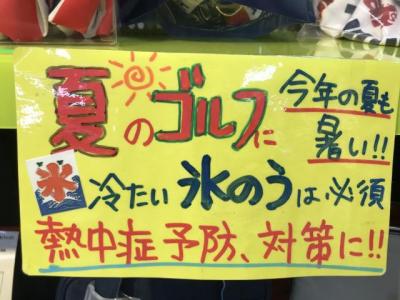 夏のゴルフに
今年の夏も
暑い!!
氷
冷たい氷のうは、必須
熱中症予防、対策に!!